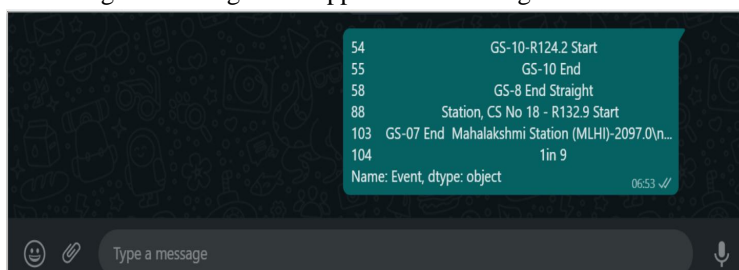 54 GS-10-R124.2 Start
55 GS-10 End
58 GS-8 End Straight
88 Station, CS No 18 - R132.9 Start
103 GS-07 End Mahalakshmi Station (MLHI)-2097.0\n...
104 1in 9
Name: Event, dtype: object
06:53
Type a message